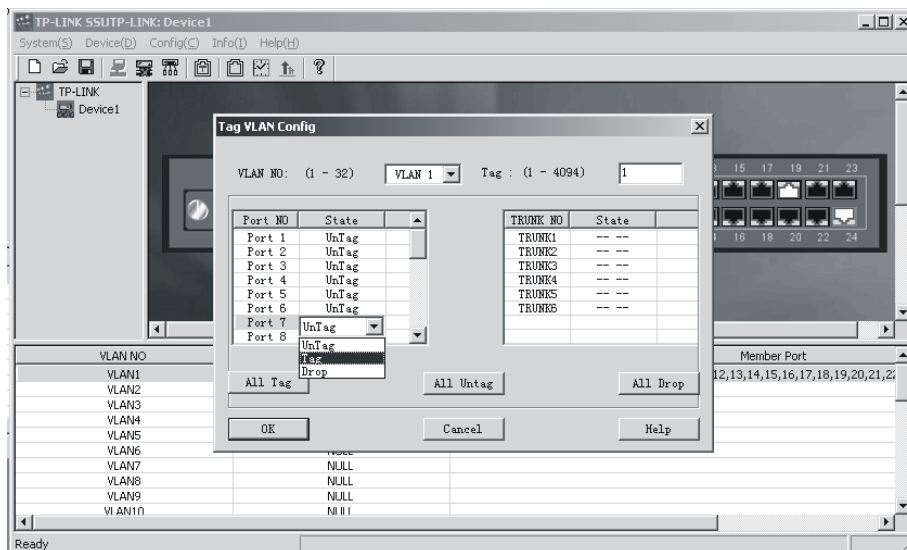 TP-LINK SSUTP-LINK: Device1
System(S) Device(D) Config(C) Info(I) Help(H)
TP-LINK
Device1
Tag VLAN Config
VLAN NO: (1 - 32) VLAN 1 Tag : (1 - 4094) 1
15 17 19 21 23
16 18 20 22 24
Port NO State
Port 1 UnTag
Port 2 UnTag
Port 3 UnTag
Port 4 UnTag
Port 5 UnTag
Port 6 UnTag
Port 7 UnTag
Port 8
UnTag
Tag
Drop
TRUNK NO State
TRUNK1 -- --
TRUNK2 -- --
TRUNK3 -- --
TRUNK4 -- --
TRUNK5 -- --
TRUNK6 -- --
All Tag All Untag All Drop
OK Cancel Help
VLAN NO Member Port
VLAN1 12,13,14,15,16,17,18,19,20,21,22
VLAN2
VLAN3
VLAN4
VLAN5
VLAN6 NULL
VLAN7 NULL
VLAN8 NULL
VLAN9 NULL
VLAN10 NULL
Ready